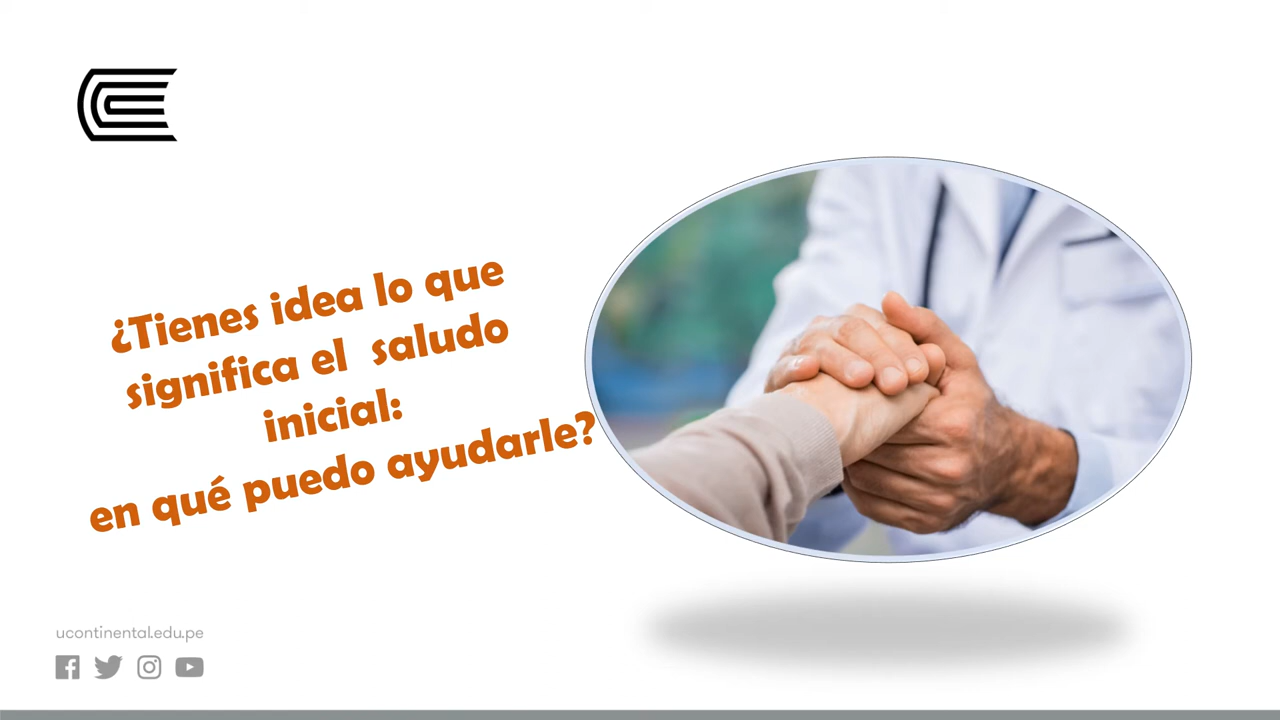 ¿Tienes idea lo que
significa el saludo
inicial:
en qué puedo ayudarle?
ucontinental.edu.pe